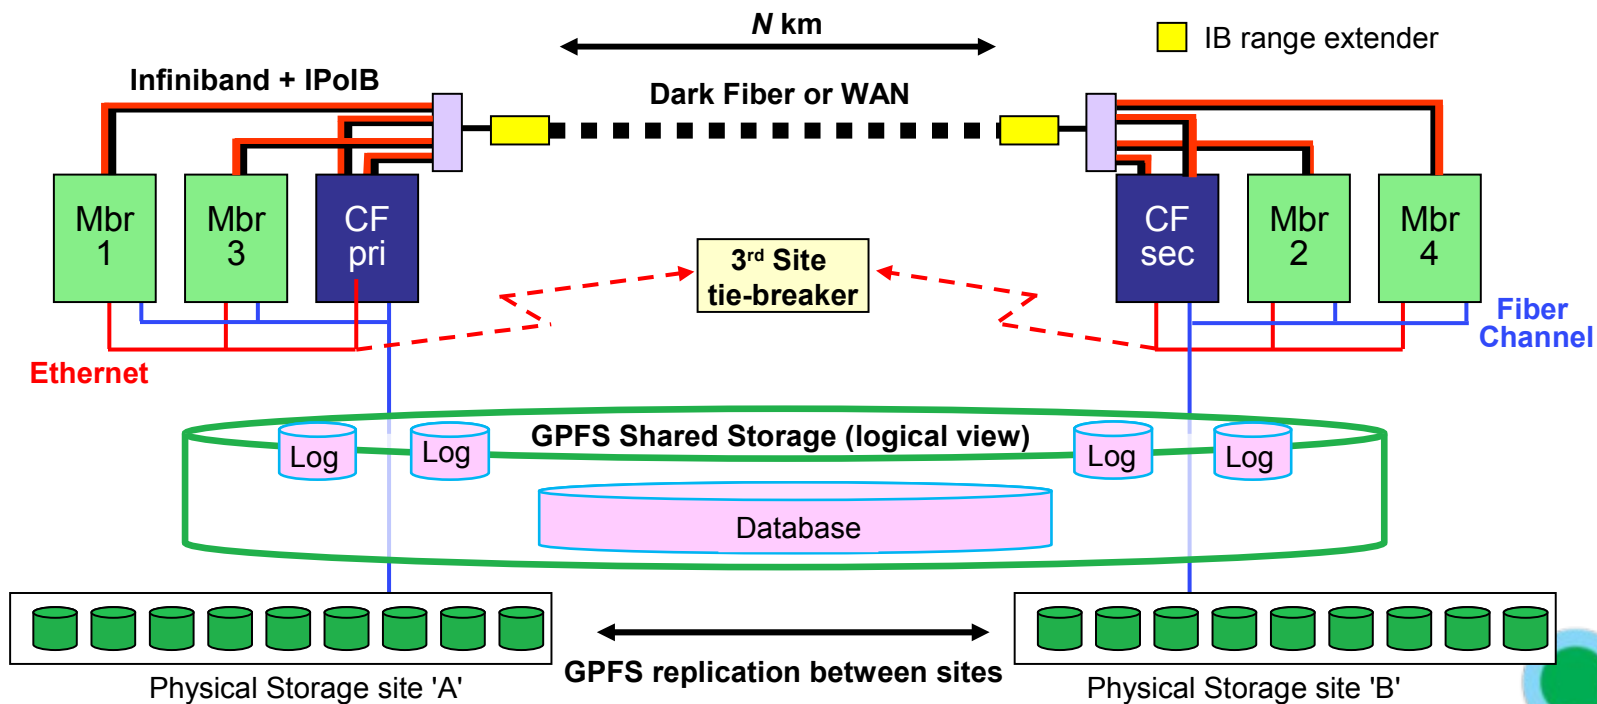 N km
IB range extender
Infiniband + IPoIB
Dark Fiber or WAN
Mbr
1
Mbr
3
CF
pri
CF
sec
Mbr
2
Mbr
4
3rd Site
tie-breaker
Fiber
Channel
Ethernet
GPFS Shared Storage (logical view)
Log
Log
Log
Log
Database
GPFS replication between sites
Physical Storage site 'A'
Physical Storage site 'B'